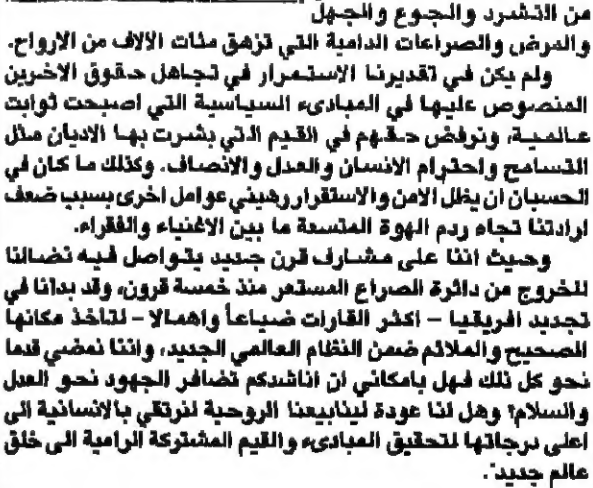 من التشرد والجوع والجهل
والمرض والصراعات الدامية التي تزهق مئات الالاف من الارواح.
ولم يكن في تقديرنا الاستمرار في تجاهل حقوق الاخرين
المنصوص عليها في المبادىء السياسية التي اصبحت ثوابت
عالمية، ونرفض حقهم في القيم التي بشرت بها الاديان مثل
التسامح واحترام الانسان والعدل والانصاف. وكذلك ما كان في
الحسبان ان يظل الامن والاستقرار رهيني عوامل اخرى بسبب ضعف
ارادتنا تجاه ردم الهوة المتسعة ما بين الاغنياء والفقراء.
وحيث اننا على مشارف قرن جديد يتواصل فيه نضالنا
للخروج من دائرة الصراع المستمر منذ خمسة قرون، وقد بدانا في
تجديد افريقيا – اكثر القارات ضياعاً واهمالا – لتاخذ مكانها
الصحيح والملائم ضمن النظام العالمي الجديد، واننا نمضي قدما
نحو كل ذلك فهل بامكاني ان اناشدكم تضافر الجهود نحو العدل
والسلام؟ وهل لنا عودة لينابيعنا الروحية لنرتقي بالانسانية الى
اعلى درجاتها لتحقيق المبادىء والقيم المشتركة الرامية الى خلق
عالم جديد".